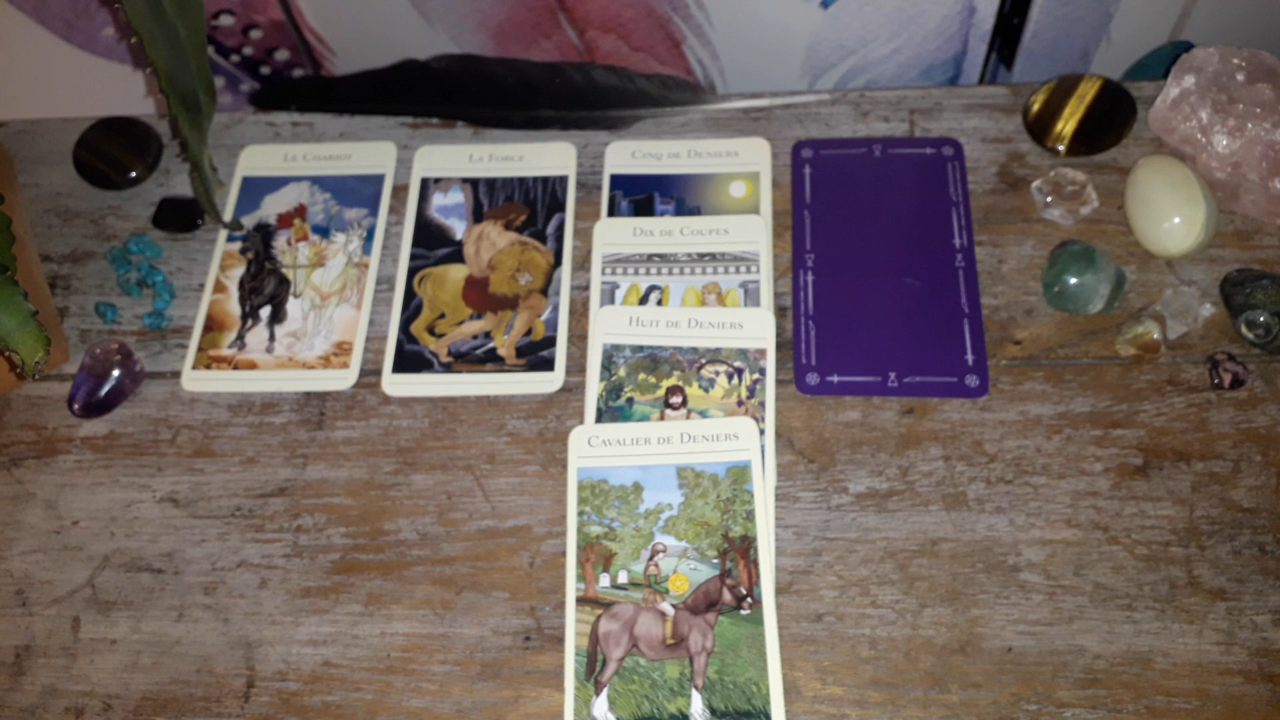 Le Chariot
La Force
Cinq de Deniers
Dix de Coupes
Huit de Deniers
Cavalier de Deniers